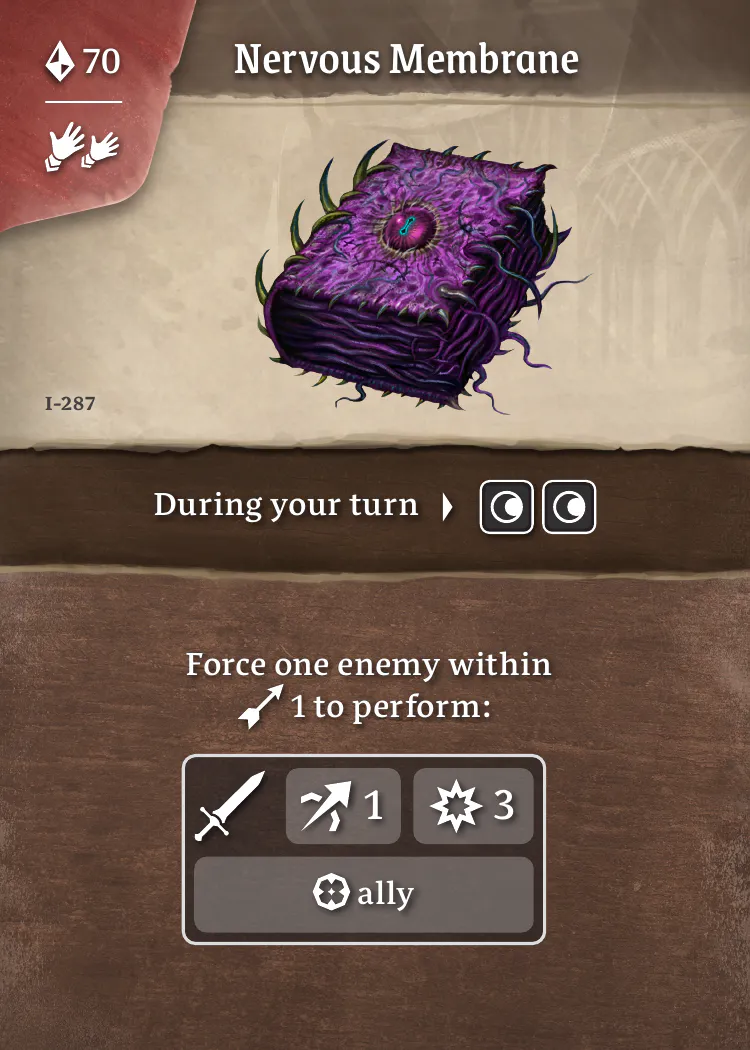 70
Nervous Membrane
I-287
During your turn
Force one enemy within
1 to perform:
1 3
ally